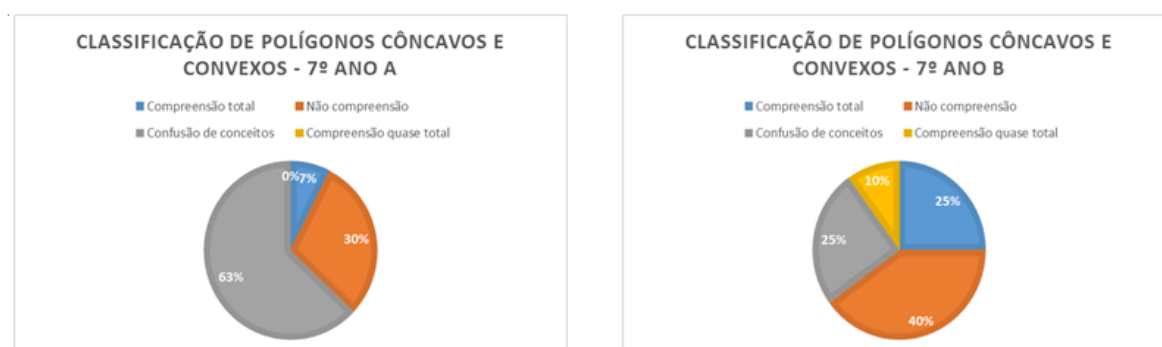 CLASSIFICAÇÃO DE POLÍGONOS CÔNCAVOS E
CONVEXOS - 7º ANO A
Compreensão total Não compreensão
Confusão de conceitos Compreensão quase total
0% 7%
30%
63%
CLASSIFICAÇÃO DE POLÍGONOS CÔNCAVOS E
CONVEXOS - 7º ANO B
Compreensão total Não compreensão
Confusão de conceitos Compreensão quase total
10%
25%
25%
40%